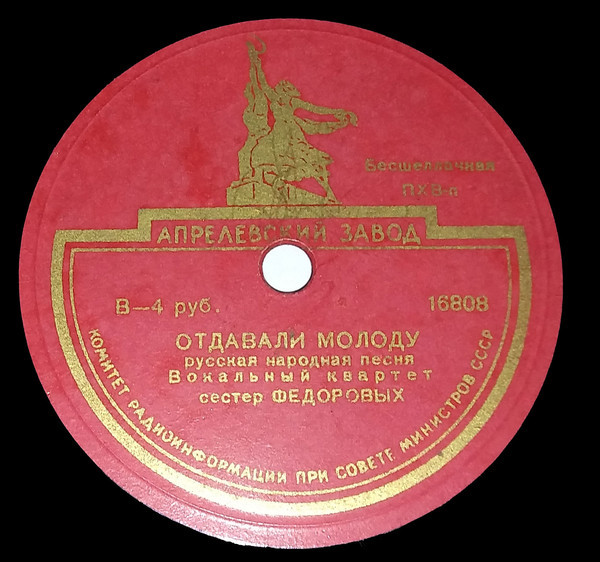 Бесшеллачная
ПХВ-п
АПРЕЛЕВСКИЙ ЗАВОД
В—4 руб. 16808
ОТДАВАЛИ МОЛОДУ
русская народная песня
Вокальный квартет
сестер ФЕДОРОВЫХ
КОМИТЕТ РАДИОИНФОРМАЦИИ ПРИ СОВЕТЕ МИНИСТРОВ СССР